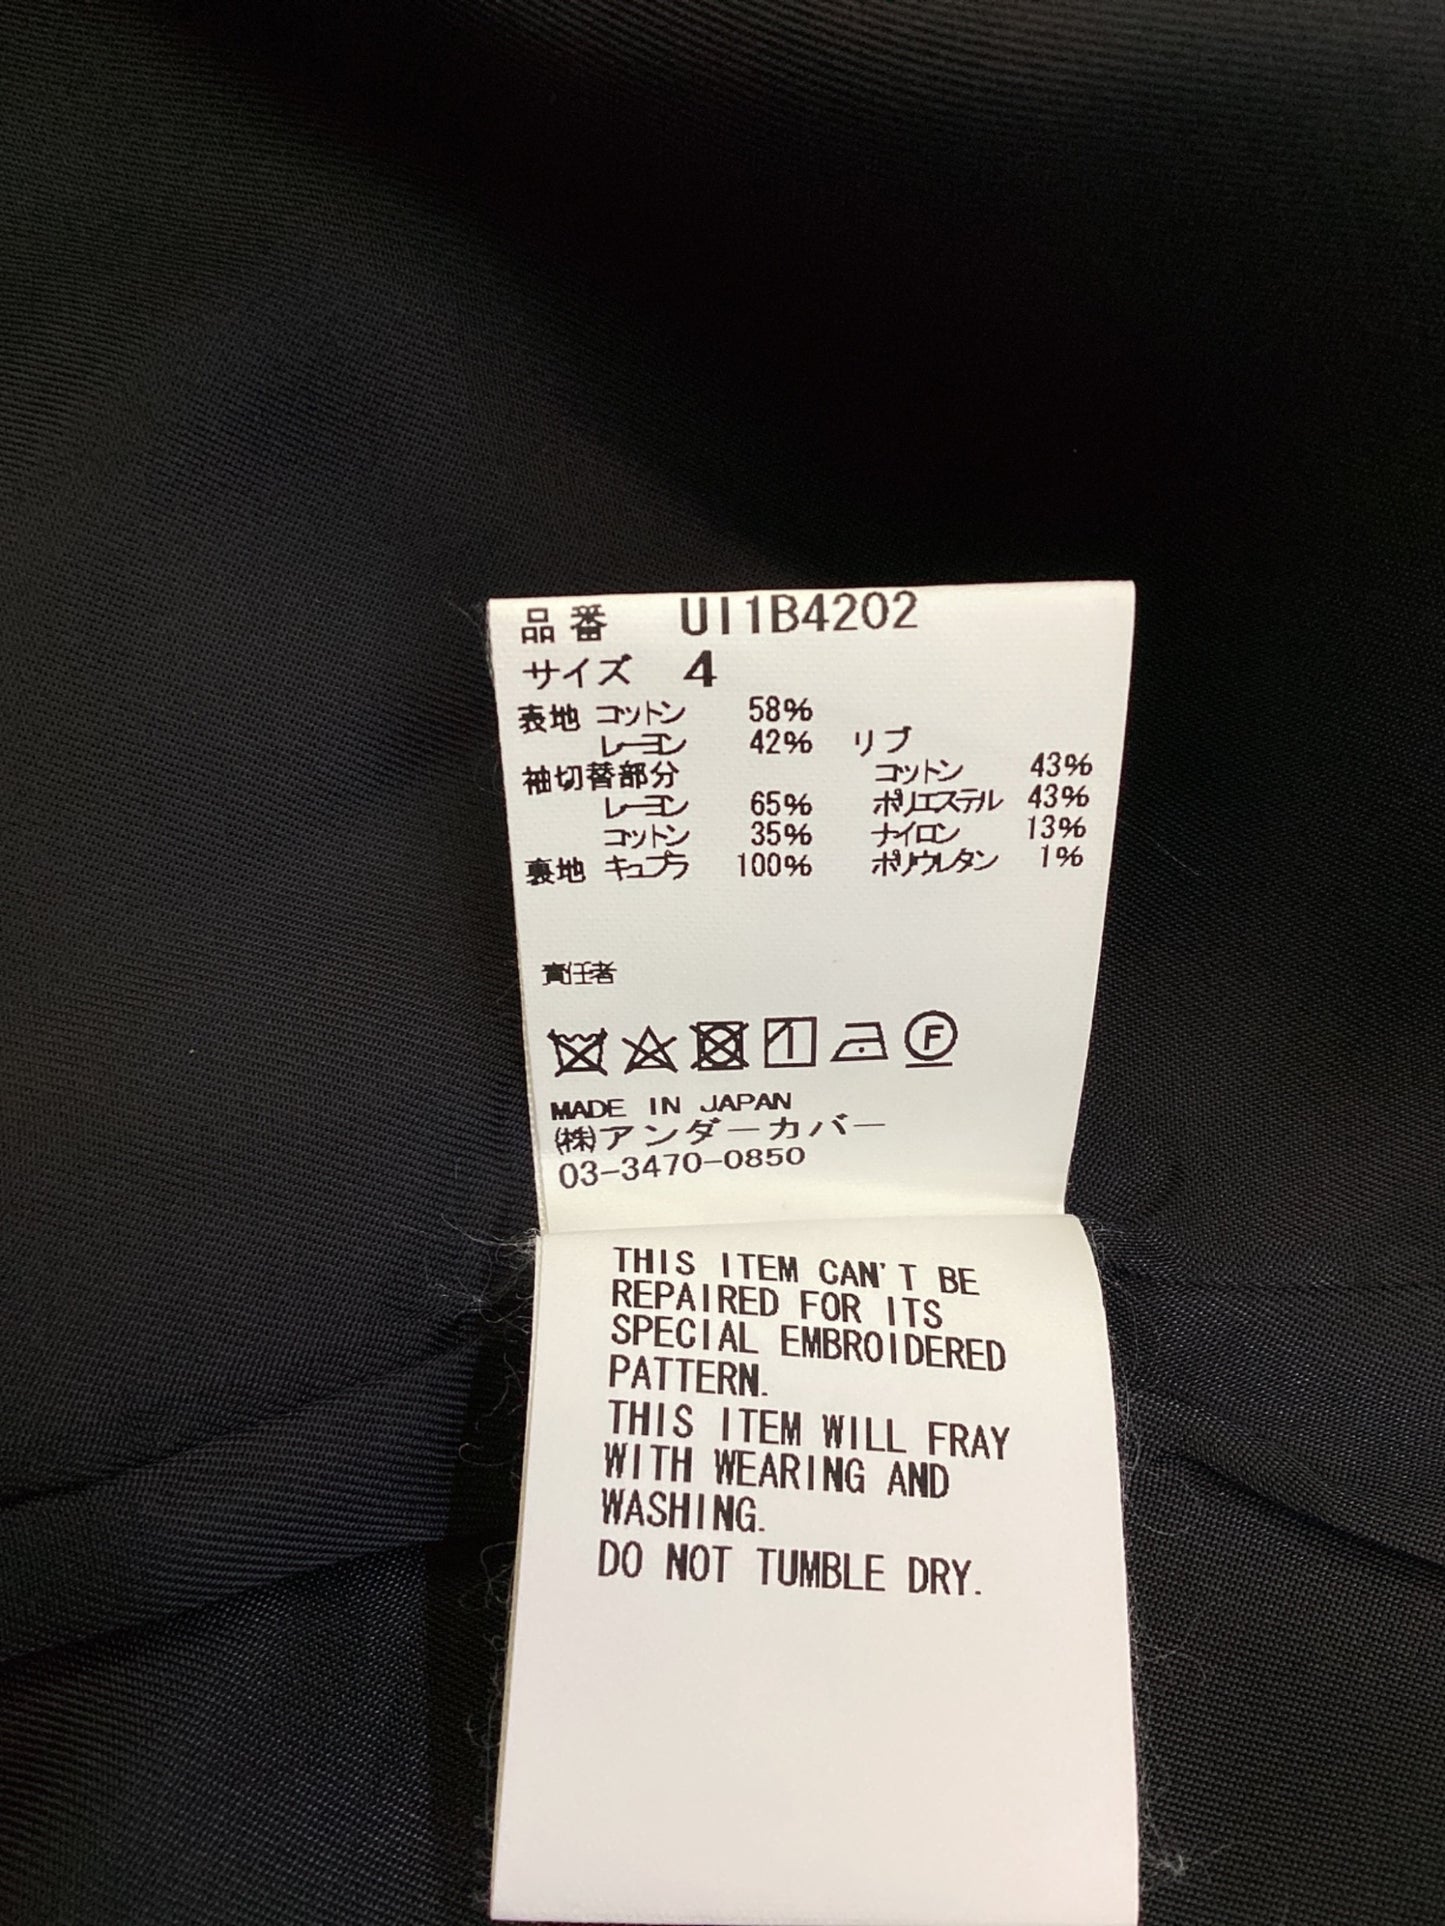 品番 UI1B4202
サイズ 4
表地 コットン 58%
レーヨン 42%
袖切替部分
レーヨン 65%
コットン 35%
裏地 キュプラ 100%
リブ
コットン 43%
ポリエステル 43%
ナイロン 13%
ポリウレタン 1%
責任者
F
MADE IN JAPAN
㈱アンダーカバー
03-3470-0850
THIS ITEM CAN'T BE
REPAIRED FOR ITS
SPECIAL EMBROIDERED
PATTERN.
THIS ITEM WILL FRAY
WITH WEARING AND
WASHING.
DO NOT TUMBLE DRY.